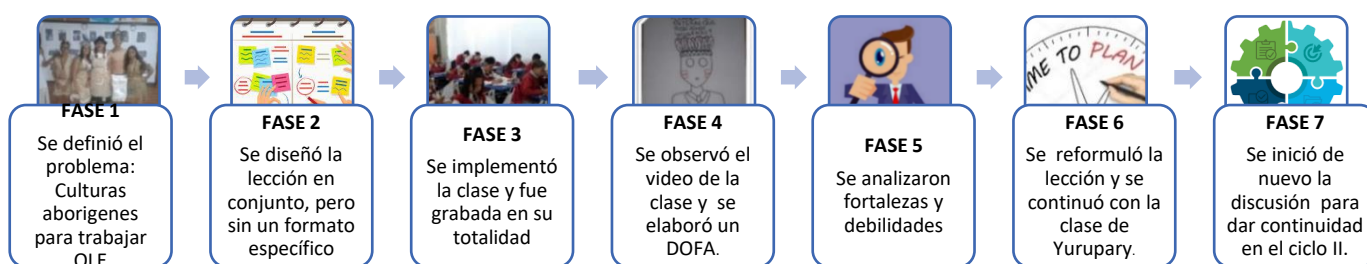 FASE 1
Se definió el
problema:
Culturas
aborigenes
para trabajar
OLE
FASE 2
Se diseñó la
lección en
conjunto, pero
sin un formato
específico
FASE 3
Se implementó
la clase y fue
grabada en su
totalidad
FASE 4
Se observó el
video de la
clase y se
elaboró un
DOFA.
FASE 5
Se analizaron
fortalezas y
debilidades
TO PLAN
FASE 6
Se reformuló la
lección y se
continuó con la
clase de
Yurupary.
FASE 7
Se inició de
nuevo la
discusión para
dar continuidad
en el ciclo II.